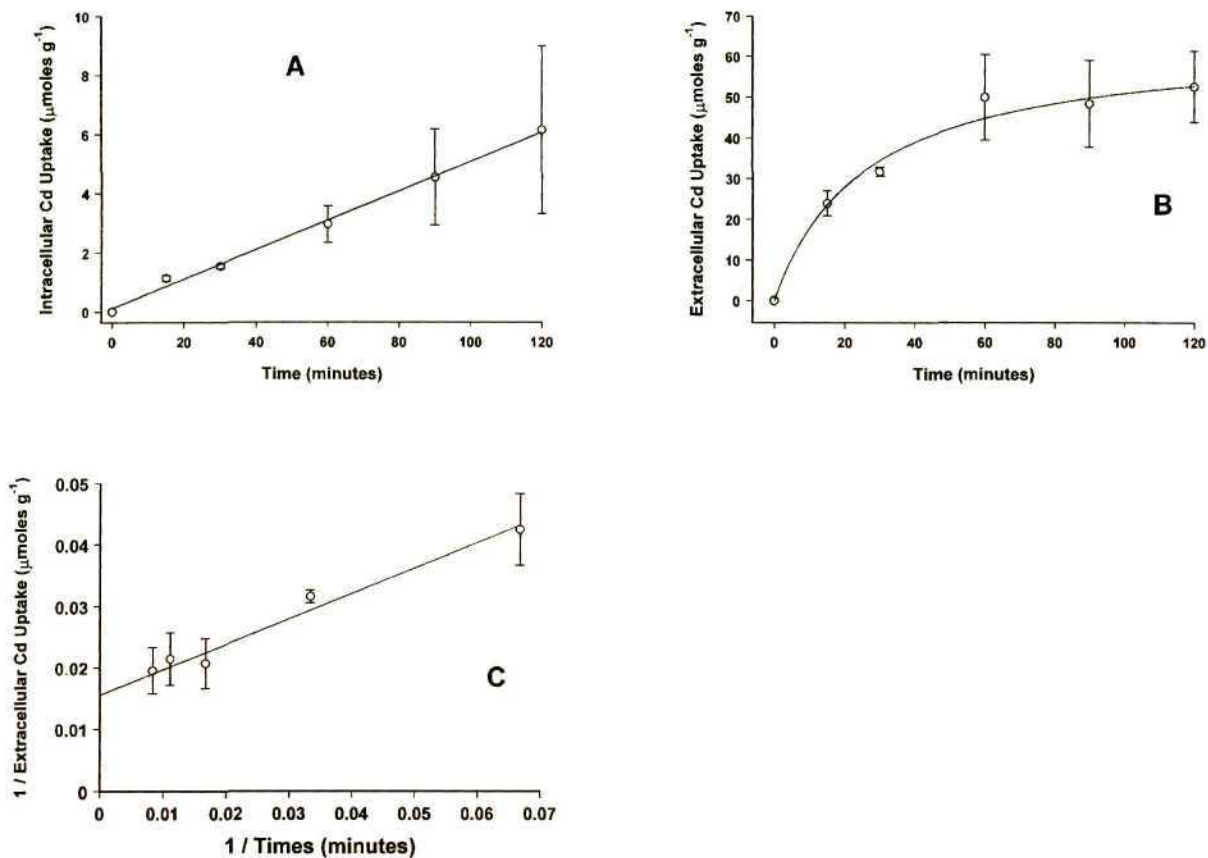 10
8
6
4
2
0
Intracellular Cd Uptake (μmoles g⁻¹)
A
0 20 40 60 80 100 120
Time (minutes)
70
60
50
40
30
20
10
0
Extracellular Cd Uptake (μmoles g⁻¹)
B
0 20 40 60 80 100 120
Time (minutes)
0.05
0.04
0.03
0.02
0.01
0
1 / Extracellular Cd Uptake (μmoles g⁻¹)
C
0 0.01 0.02 0.03 0.04 0.05 0.06 0.07
1 / Times (minutes)